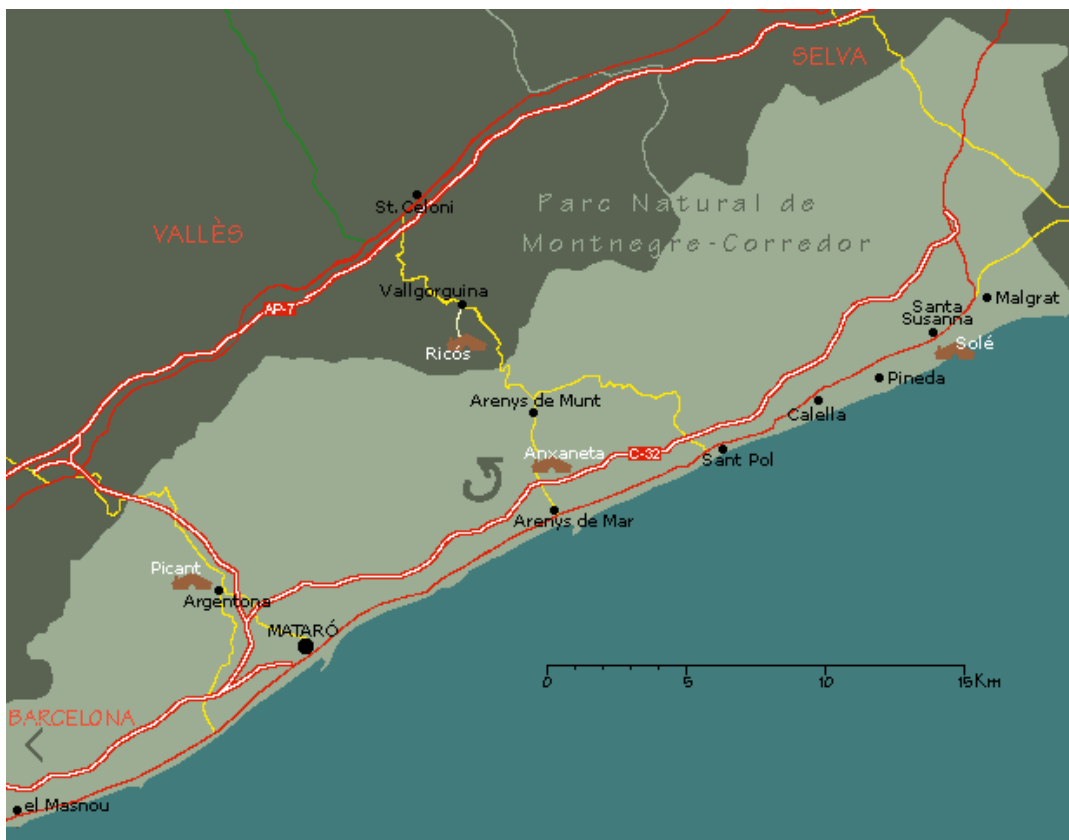 SELVA
St. Celoni
Parc Natural de
Montnegre-Corredor
VALLÈS
Vallgorguina
AP-7
Malgrat
Santa
Susanna
Ricós
Solé
Pineda
Arenys de Munt
Calella
Anxaneta
C-32
Sant Pol
Arenys de Mar
Picant
Argentona
MATARÓ
0 5 10 15Km
BARCELONA
el Masnou